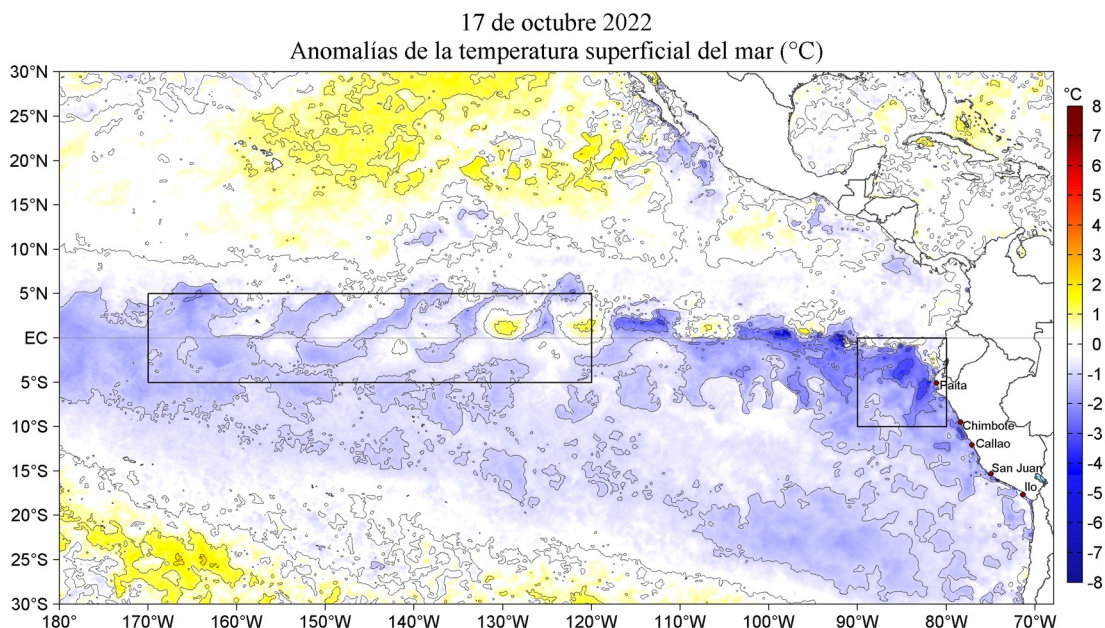 17 de octubre 2022
Anomalías de la temperatura superficial del mar (°C)
30°N
25°N
20°N
15°N
10°N
5°N
EC
5°S
10°S
15°S
20°S
25°S
30°S
180
170°W
160°W
150°W
140°W
130°W
120°W
110°W
100°W
90°W
80°W
70°W
Paita
Chimbote
Callao
San Juan
Ilo
°C
8
7
6
5
4
3
2
1
0
-1
-2
-3
-4
-5
-6
-7
-8